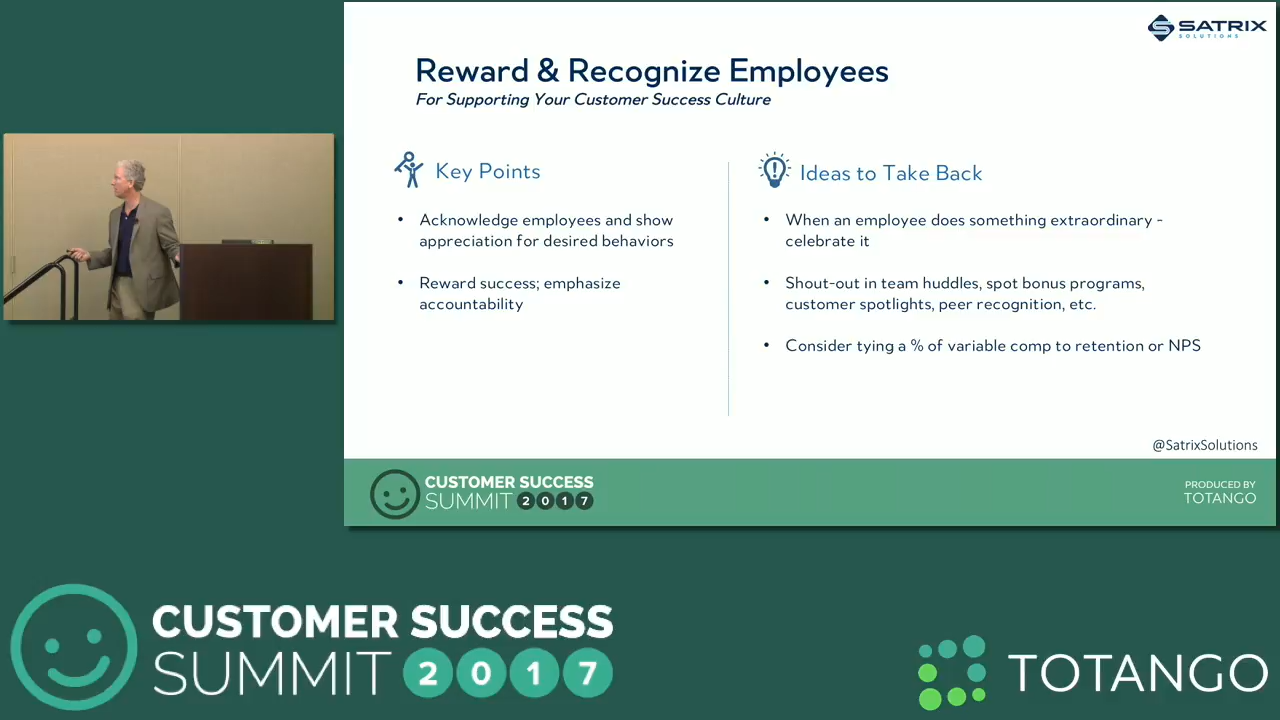 SATRIX
SOLUTIONS
Reward & Recognize Employees
For Supporting Your Customer Success Culture
Key Points
• Acknowledge employees and show
appreciation for desired behaviors
• Reward success; emphasize
accountability
Ideas to Take Back
• When an employee does something extraordinary -
celebrate it
• Shout-out in team huddles, spot bonus programs,
customer spotlights, peer recognition, etc.
• Consider tying a % of variable comp to retention or NPS
@SatrixSolutions
CUSTOMER SUCCESS
SUMMIT 2017
PRODUCED BY
TOTANGO
CUSTOMER SUCCESS
SUMMIT 2017
TOTANGO